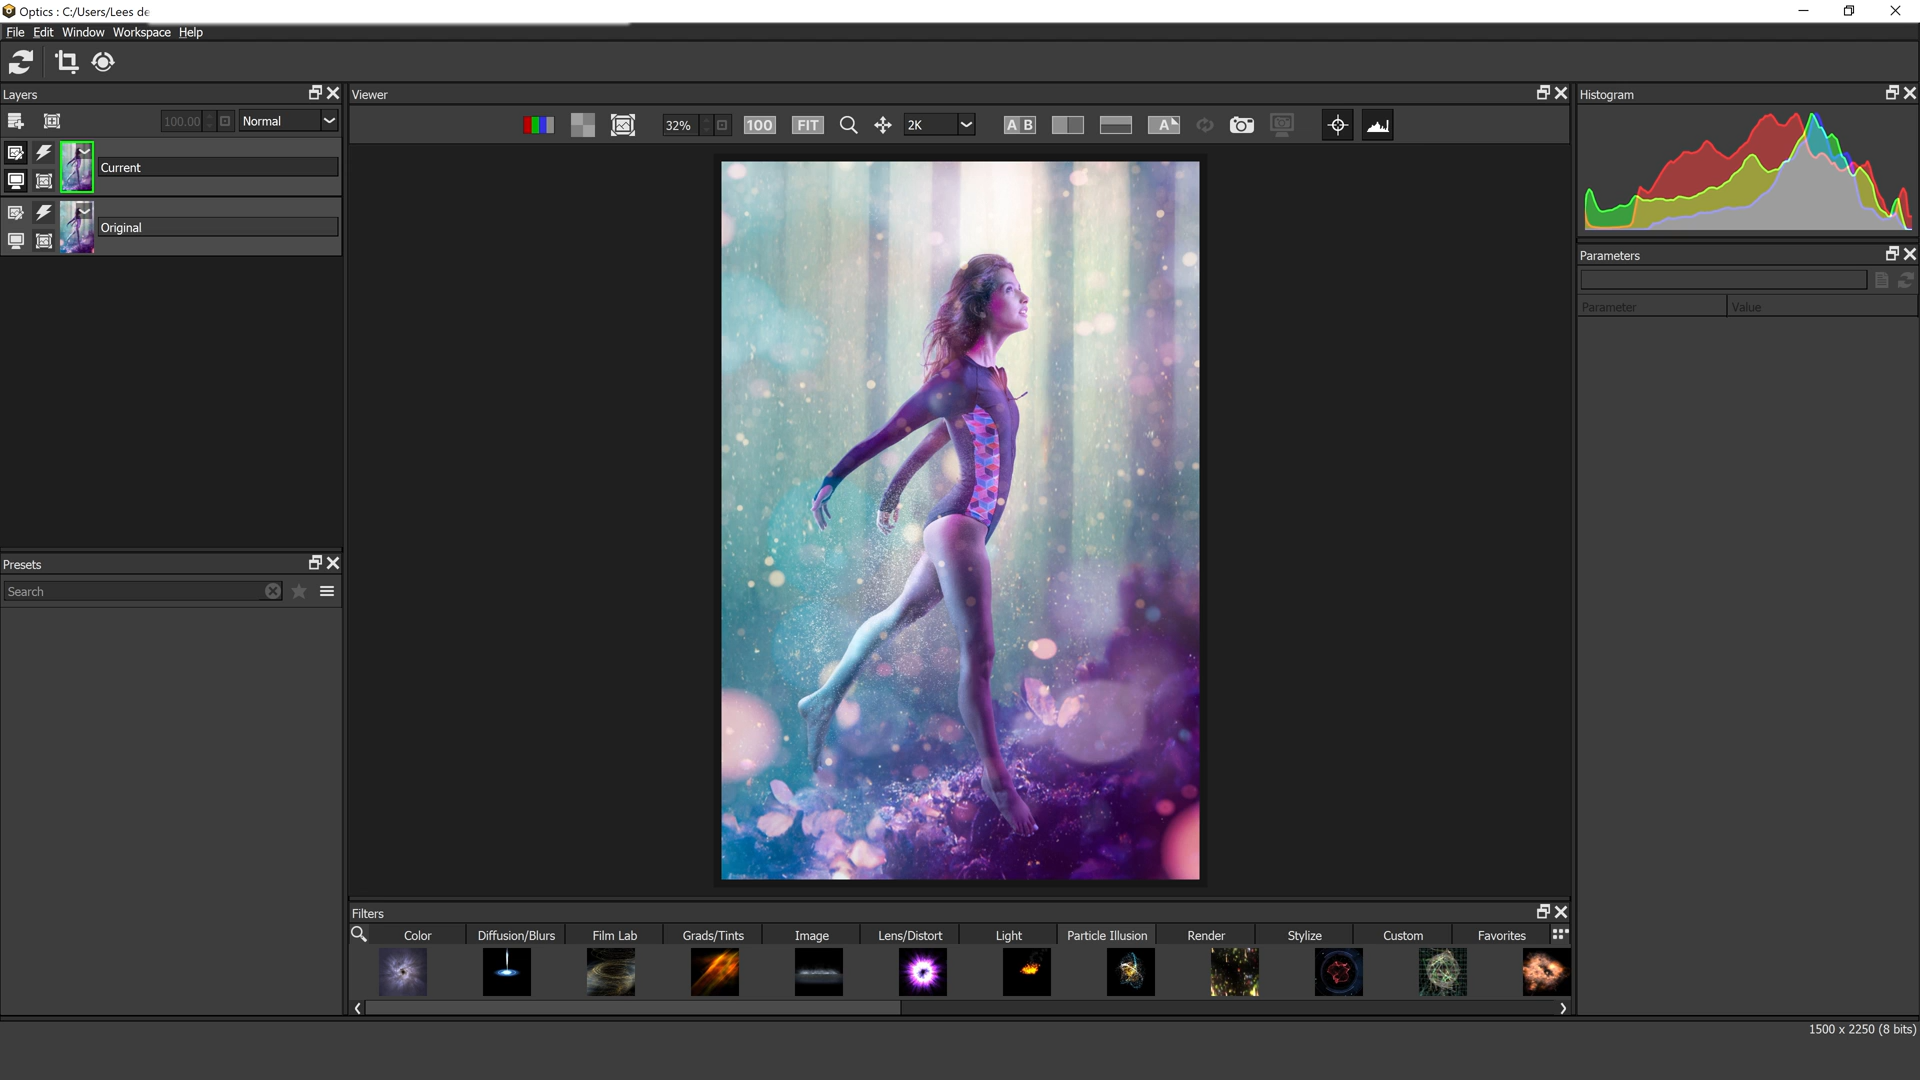 Optics : C:/Users/Lees de
File Edit Window Workspace Help
Layers
Viewer
Histogram
100.00 Normal
32% 100 FIT 2K A B A
Current
Original
Parameters
Parameter Value
Presets
Search
Filters
Color Diffusion/Blurs Film Lab Grads/Tints Image Lens/Distort Light Particle Illusion Render Stylize Custom Favorites
1500 x 2250 (8 bits)